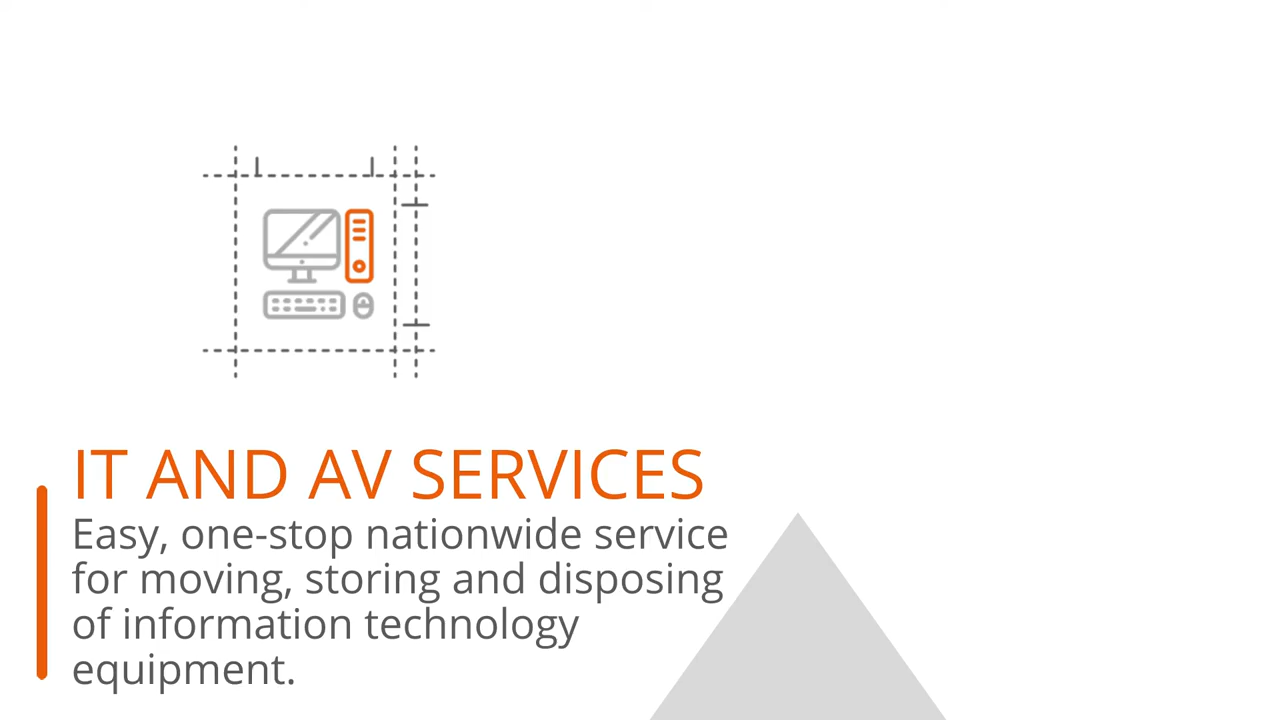 IT AND AV SERVICES
Easy, one-stop nationwide service
for moving, storing and disposing
of information technology
equipment.